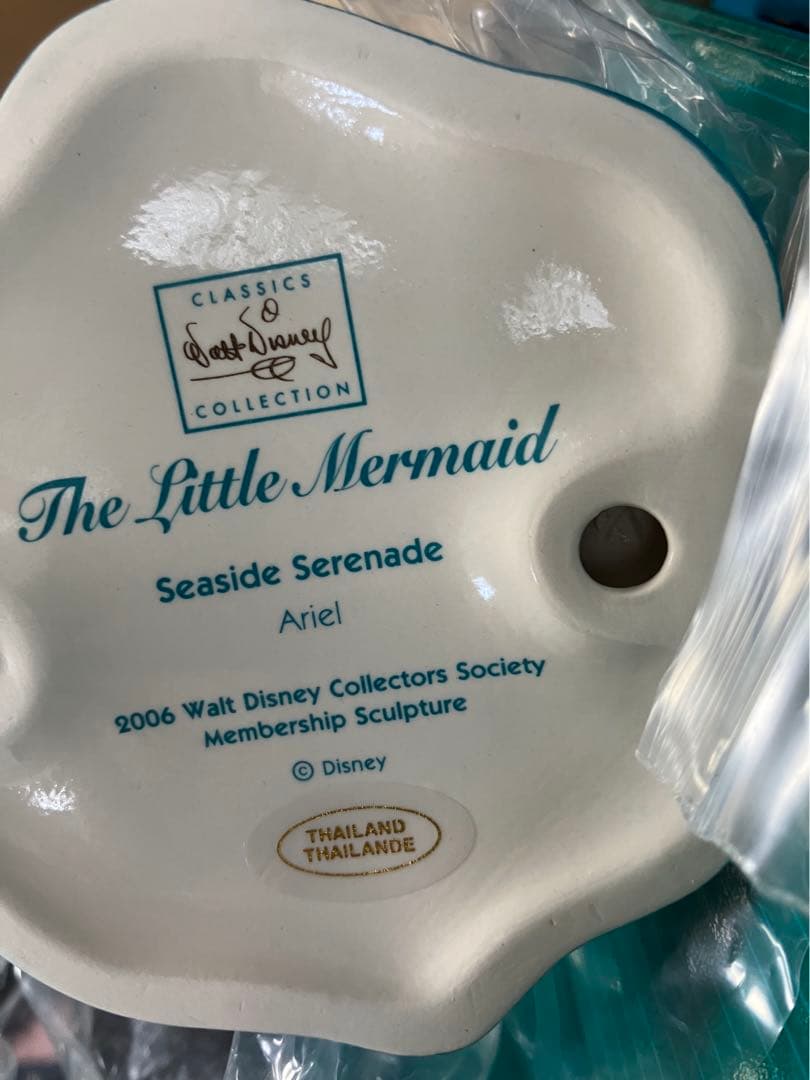 CLASSICS
Walt Disney
COLLECTION
The Little Mermaid
Seaside Serenade
Ariel
2006 Walt Disney Collectors Society
Membership Sculpture
© Disney
THAILAND
THAILANDE